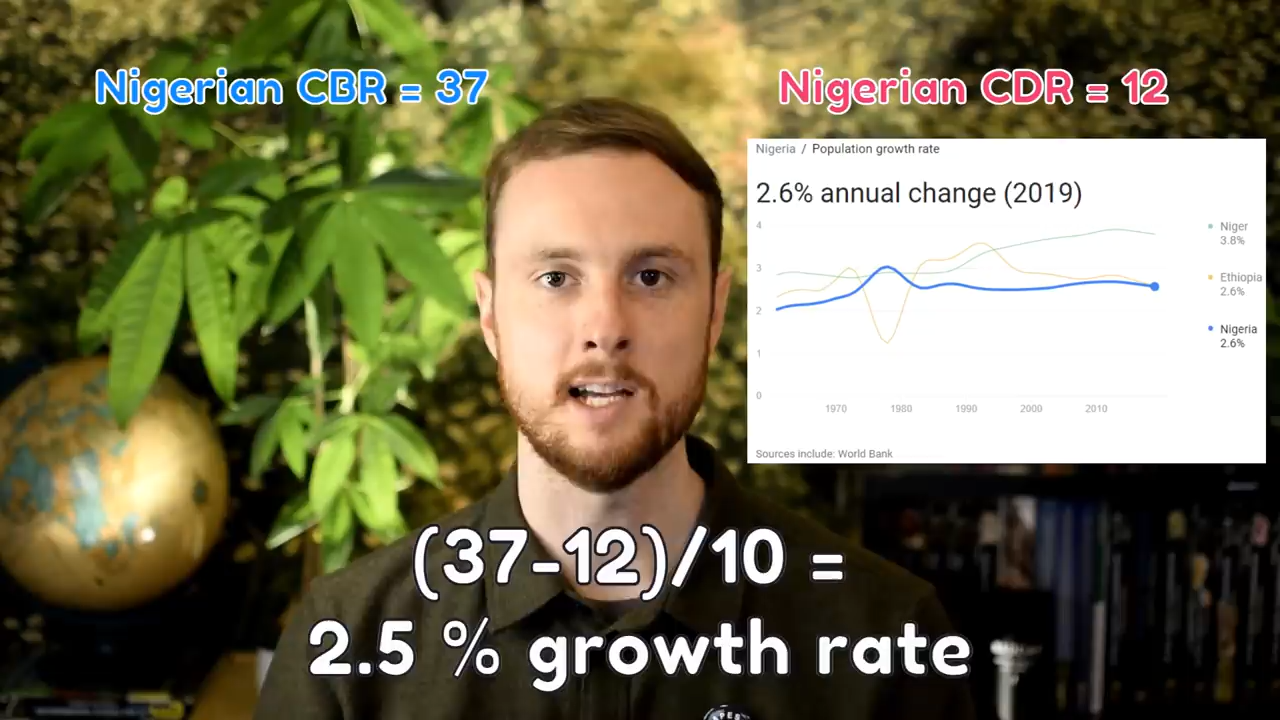 Nigerian CBR = 37
Nigerian CDR = 12
Nigeria / Population growth rate
2.6% annual change (2019)
4
3
2
1
0
1970 1980 1990 2000 2010
Niger
3.8%
Ethiopia
2.6%
Nigeria
2.6%
Sources include: World Bank
(37-12)/10 =
2.5 % growth rate